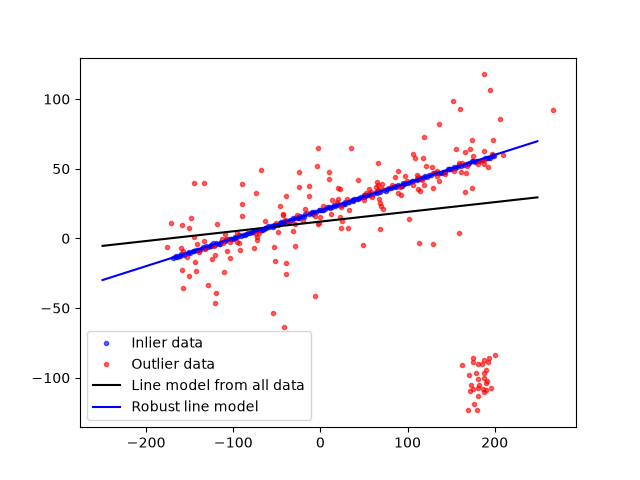 100
50
0
−50
−100
Inlier data
Outlier data
Line model from all data
Robust line model
−200 −100 0 100 200